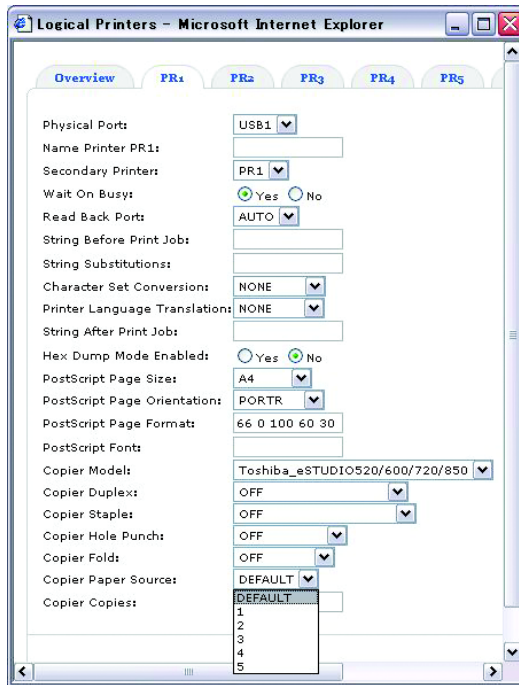 Logical Printers - Microsoft Internet Explorer
Overview PR1 PR2 PR3 PR4 PR5
Physical Port: USB1
Name Printer PR1:
Secondary Printer: PR1
Wait On Busy: Yes No
Read Back Port: AUTO
String Before Print Job:
String Substitutions:
Character Set Conversion: NONE
Printer Language Translation: NONE
String After Print Job:
Hex Dump Mode Enabled: Yes No
PostScript Page Size: A4
PostScript Page Orientation: PORTR
PostScript Page Format: 66 0 100 60 30
PostScript Font:
Copier Model: Toshiba_eSTUDIO520/600/720/850
Copier Duplex: OFF
Copier Staple: OFF
Copier Hole Punch: OFF
Copier Fold: OFF
Copier Paper Source: DEFAULT
Copier Copies: DEFAULT
1
2
3
4
5